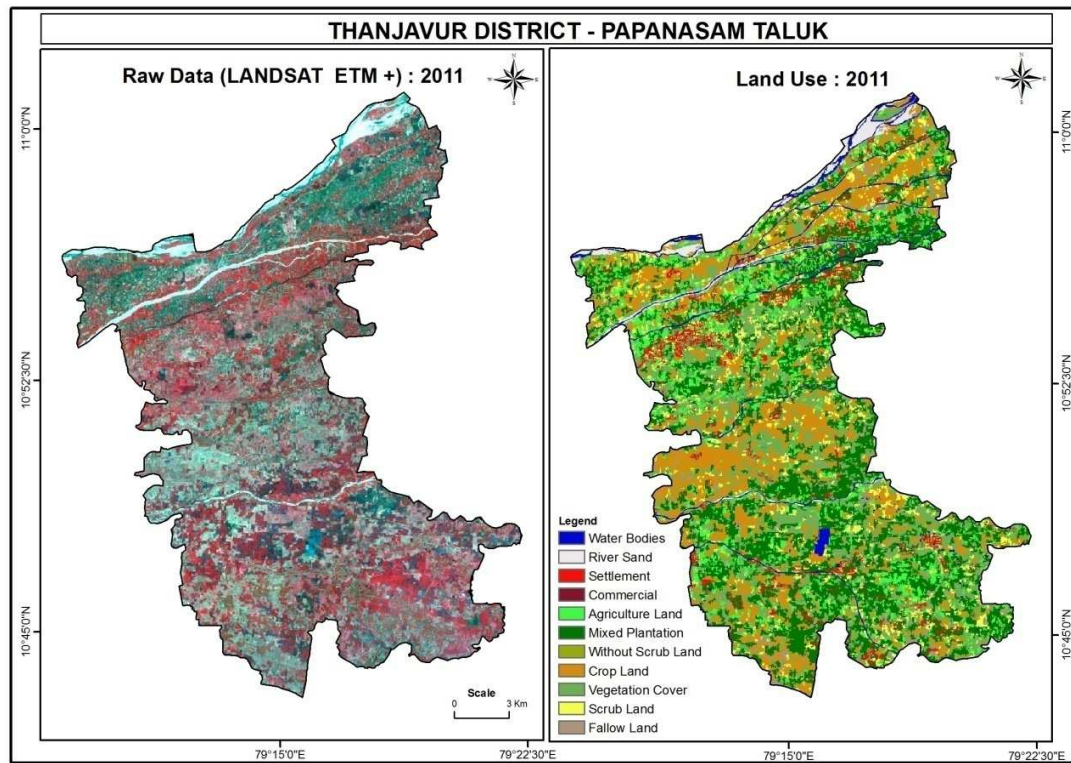 THANJAVUR DISTRICT - PAPANASAM TALUK
Raw Data (LANDSAT ETM +) : 2011
N
W
E
S
11°0'0"N
10°52'30"N
10°45'0"N
Scale
0 3 Km
79°15'0"E
79°22'30"E
Land Use : 2011
N
W
E
S
11°0'0"N
10°52'30"N
10°45'0"N
Legend
Water Bodies
River Sand
Settlement
Commercial
Agriculture Land
Mixed Plantation
Without Scrub Land
Crop Land
Vegetation Cover
Scrub Land
Fallow Land
79°15'0"E
79°22'30"E